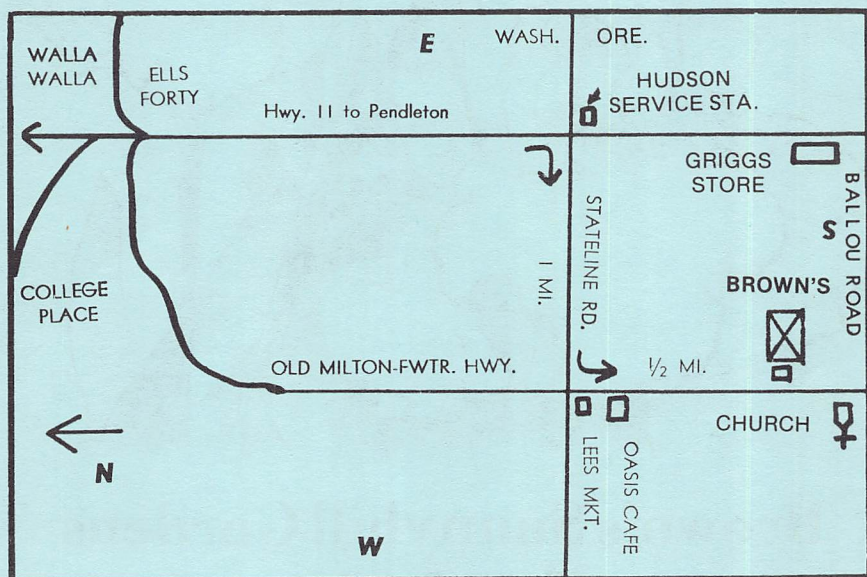 E
WASH.
ORE.
WALLA
WALLA
ELLS
FORTY
HUDSON
SERVICE STA.
Hwy. 11 to Pendleton
GRIGGS
STORE
BALLOU ROAD
S
STATELINE RD.
1 MI.
BROWN'S
COLLEGE
PLACE
OLD MILTON-FWTR. HWY.
1/2 MI.
CHURCH
LEES MKT.
OASIS CAFE
N
W